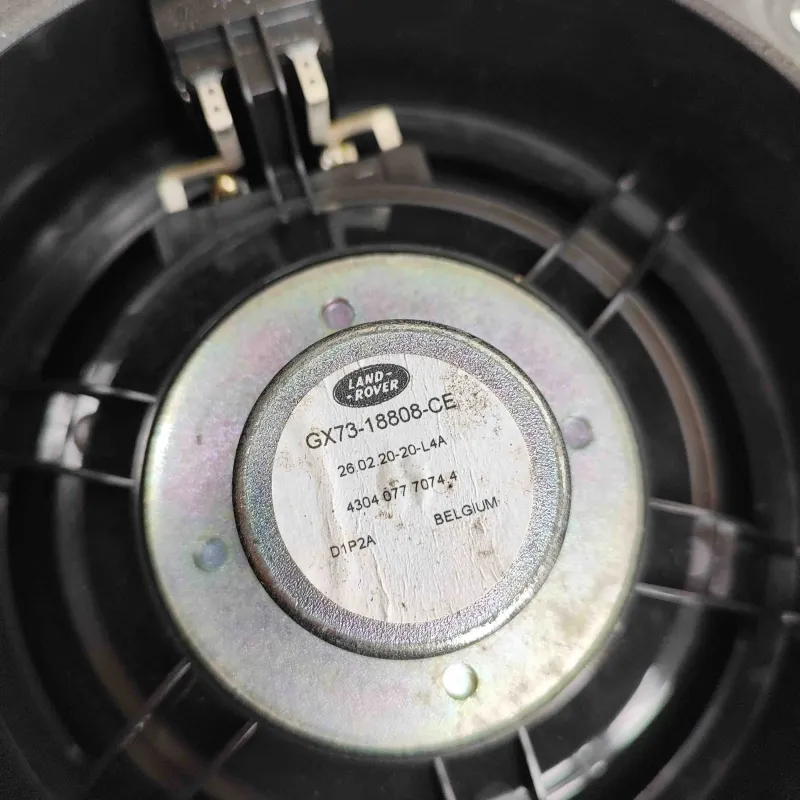 LAND-
-ROVER
GX73-18808-CE
26.02.20-20-L4A
4304 077 7074.4
BELGIUM
D1P2A